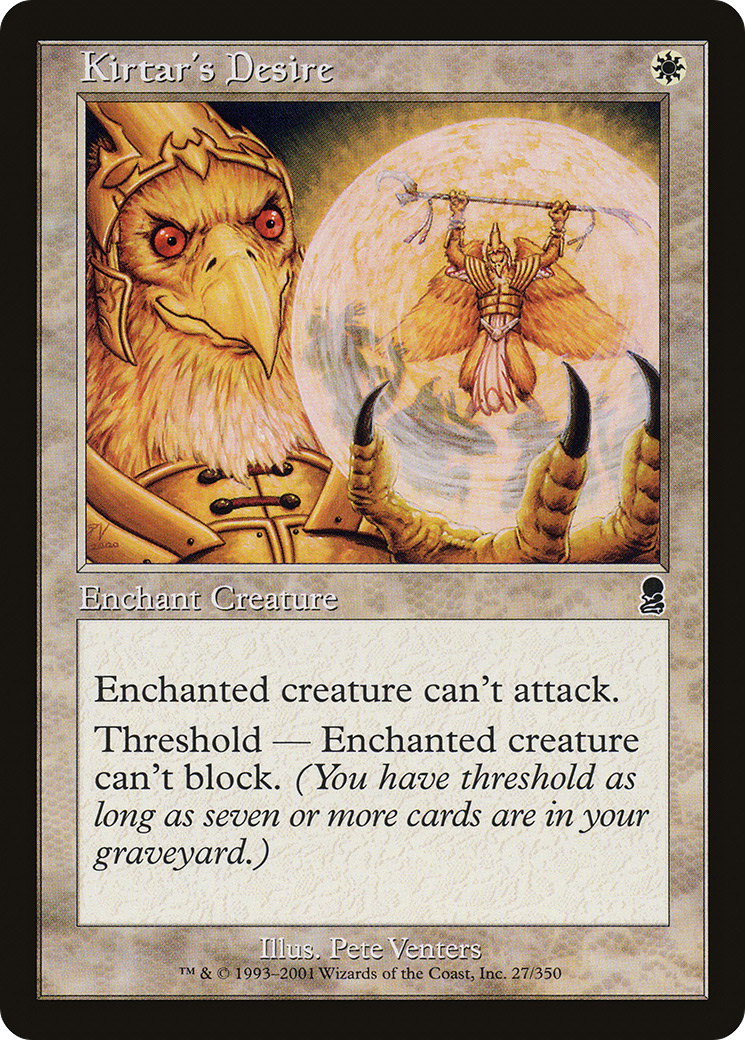 Kirtar's Desire
Enchant Creature
Enchanted creature can't attack.
Threshold — Enchanted creature
can't block. (You have threshold as
long as seven or more cards are in your
graveyard.)
Illus. Pete Venters
™ & © 1993–2001 Wizards of the Coast, Inc. 27/350